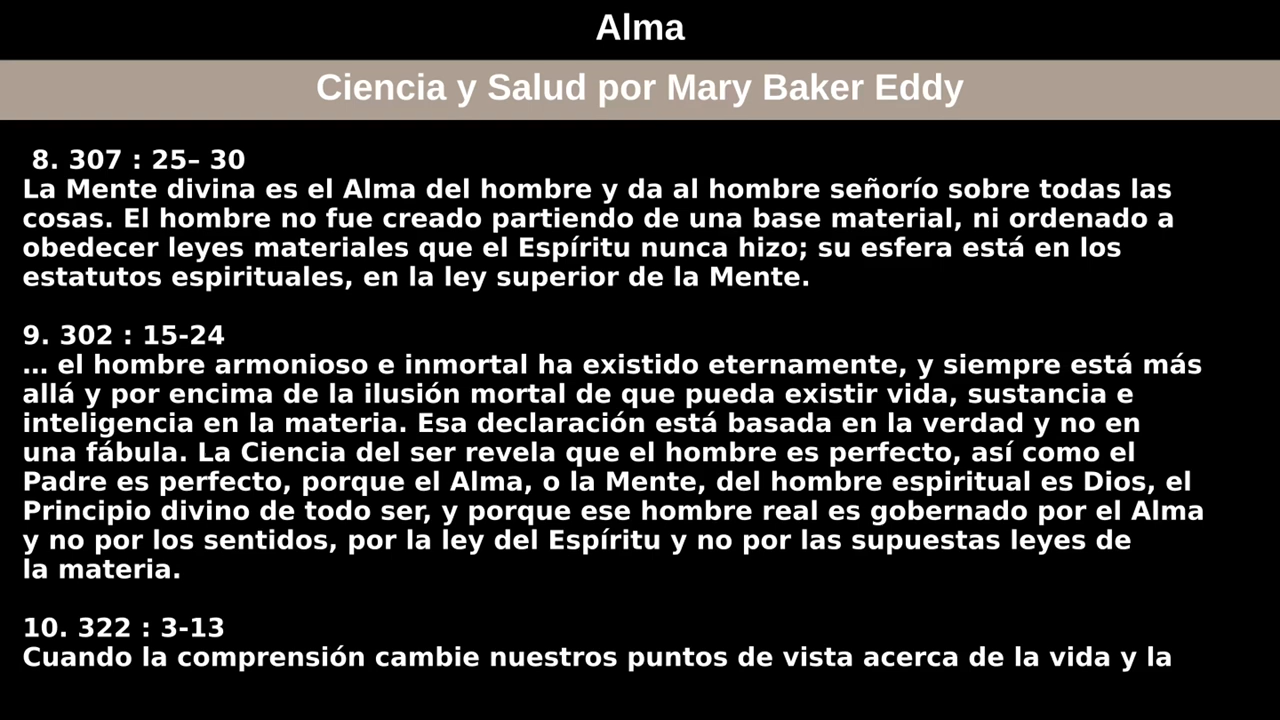 Alma
Ciencia y Salud por Mary Baker Eddy
8. 307 : 25– 30
La Mente divina es el Alma del hombre y da al hombre señorío sobre todas las
cosas. El hombre no fue creado partiendo de una base material, ni ordenado a
obedecer leyes materiales que el Espíritu nunca hizo; su esfera está en los
estatutos espirituales, en la ley superior de la Mente.
9. 302 : 15-24
… el hombre armonioso e inmortal ha existido eternamente, y siempre está más
allá y por encima de la ilusión mortal de que pueda existir vida, sustancia e
inteligencia en la materia. Esa declaración está basada en la verdad y no en
una fábula. La Ciencia del ser revela que el hombre es perfecto, así como el
Padre es perfecto, porque el Alma, o la Mente, del hombre espiritual es Dios, el
Principio divino de todo ser, y porque ese hombre real es gobernado por el Alma
y no por los sentidos, por la ley del Espíritu y no por las supuestas leyes de
la materia.
10. 322 : 3-13
Cuando la comprensión cambie nuestros puntos de vista acerca de la vida y la